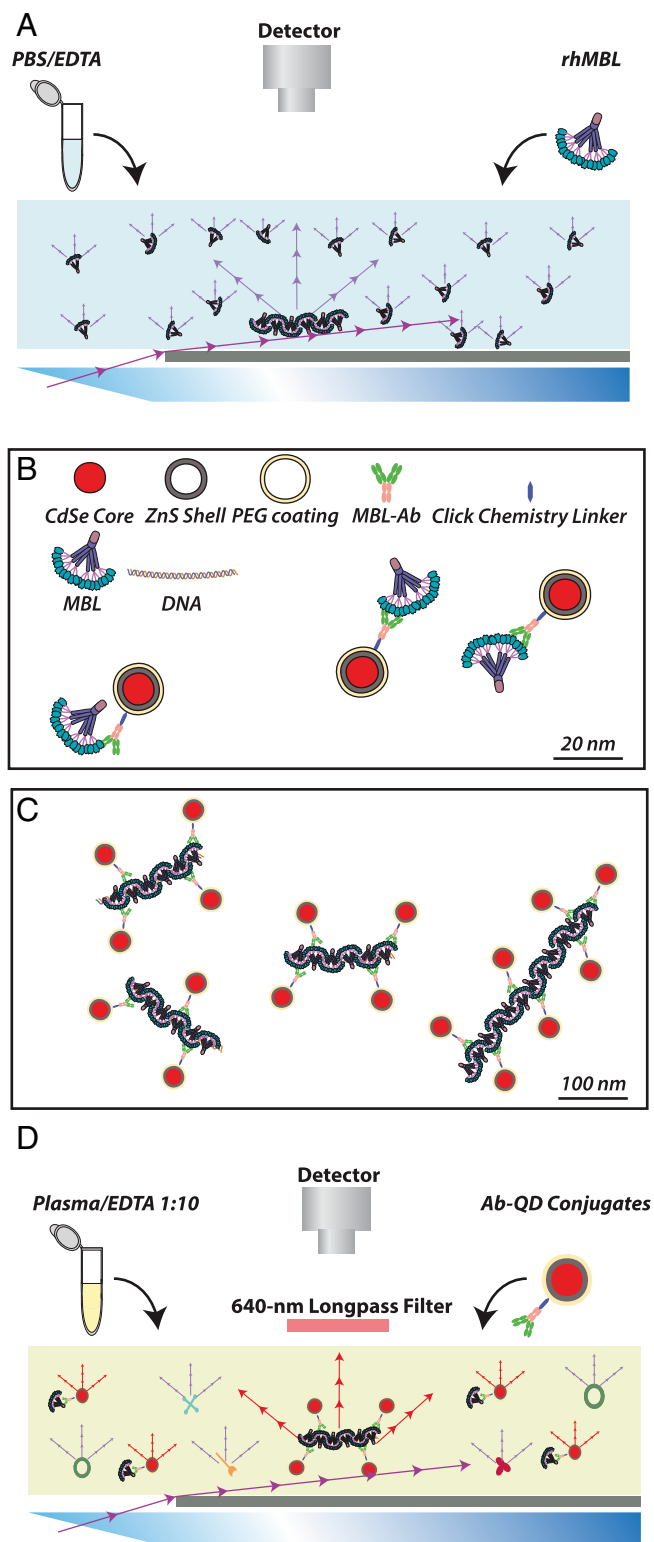 A
Detector
PBS/EDTA
rhMBL
B
CdSe Core
ZnS Shell
PEG coating
MBL-Ab
Click Chemistry Linker
MBL
DNA
20 nm
C
100 nm
D
Detector
Plasma/EDTA 1:10
Ab-QD Conjugates
640-nm Longpass Filter